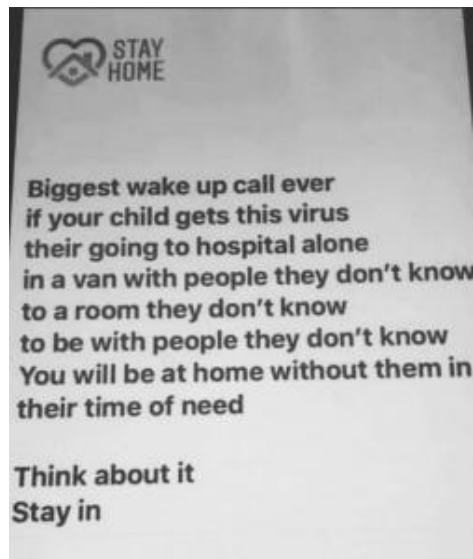 STAY
HOME
Biggest wake up call ever
if your child gets this virus
their going to hospital alone
in a van with people they don't know
to a room they don't know
to be with people they don't know
You will be at home without them in
their time of need
Think about it
Stay in